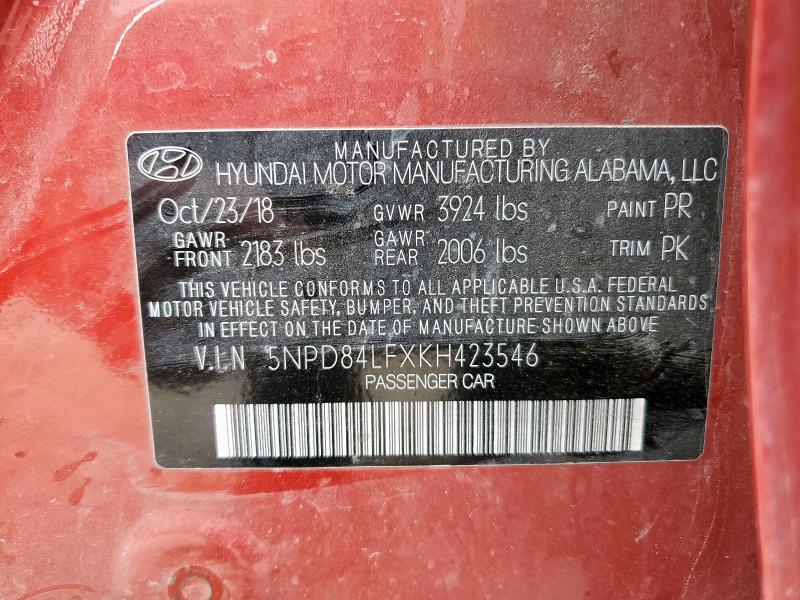 MANUFACTURED BY
HYUNDAI MOTOR MANUFACTURING ALABAMA, LLC
Oct/23/18 GVWR 3924 lbs PAINT PR
GAWR FRONT 2183 lbs GAWR REAR 2006 lbs TRIM PK
THIS VEHICLE CONFORMS TO ALL APPLICABLE U.S.A. FEDERAL
MOTOR VEHICLE SAFETY, BUMPER, AND THEFT PREVENTION STANDARDS
IN EFFECT ON THE DATE OF MANUFACTURE SHOWN ABOVE
V.I.N 5NPD84LFXKH423546
PASSENGER CAR